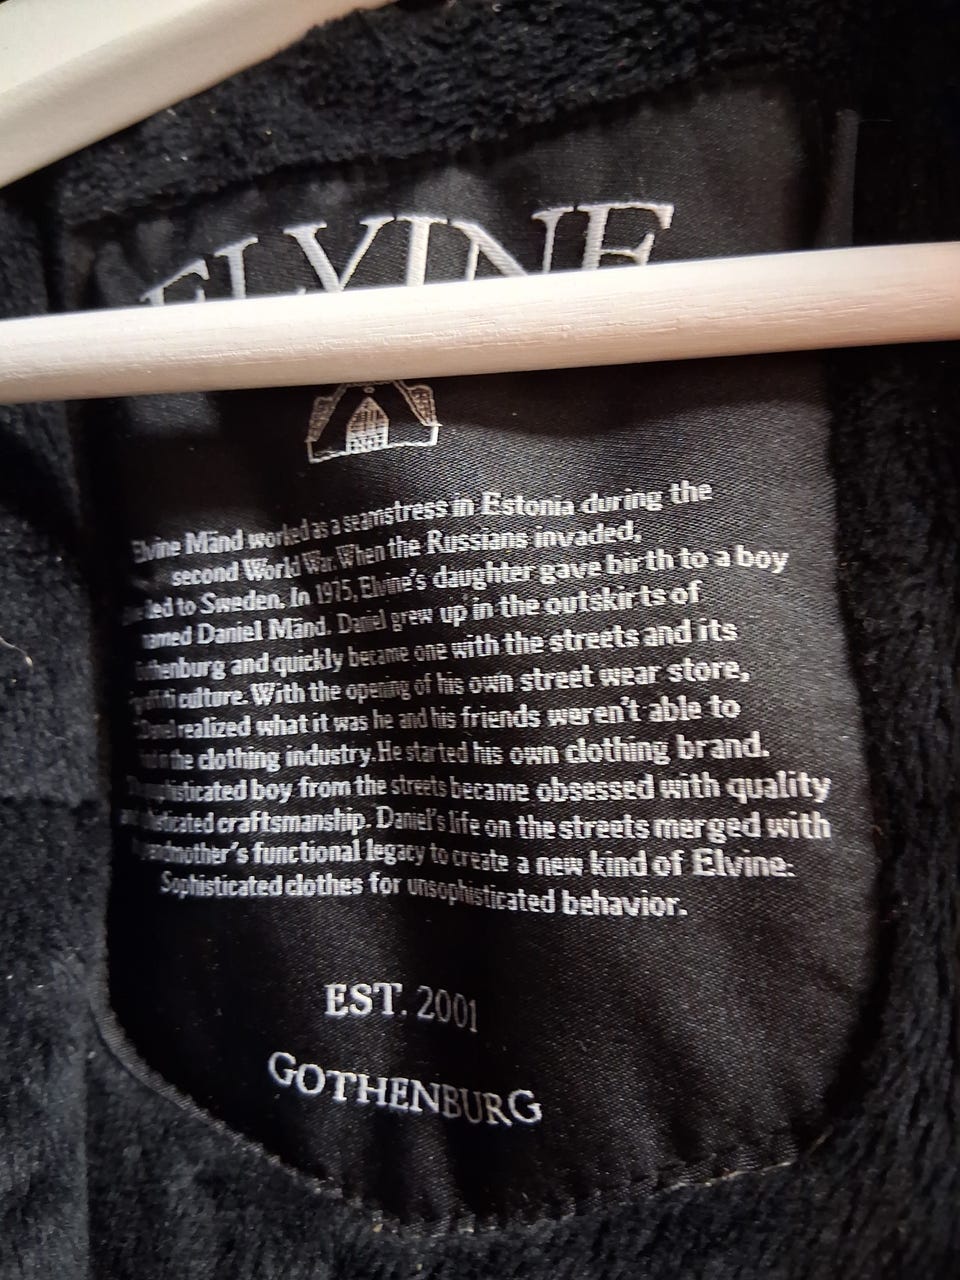 ELVINE
Elvine Mänd worked as a seamstress in Estonia during the
second World War. When the Russians invaded,
to Sweden. In 1975, Elvine's daughter gave birth to a boy
named Daniel Mänd. Daniel grew up in the outskirts of
Gothenburg and quickly became one with the streets and its
graffiti culture. With the opening of his own street wear store,
Daniel realized what it was he and his friends weren't able to
the clothing industry. He started his own clothing brand.
boy from the streets became obsessed with quality
craftsmanship. Daniel's life on the streets merged with
grandmother's functional legacy to create a new kind of Elvine:
Sophisticated clothes for unsophisticated behavior.
EST. 2001
GOTHENBURG